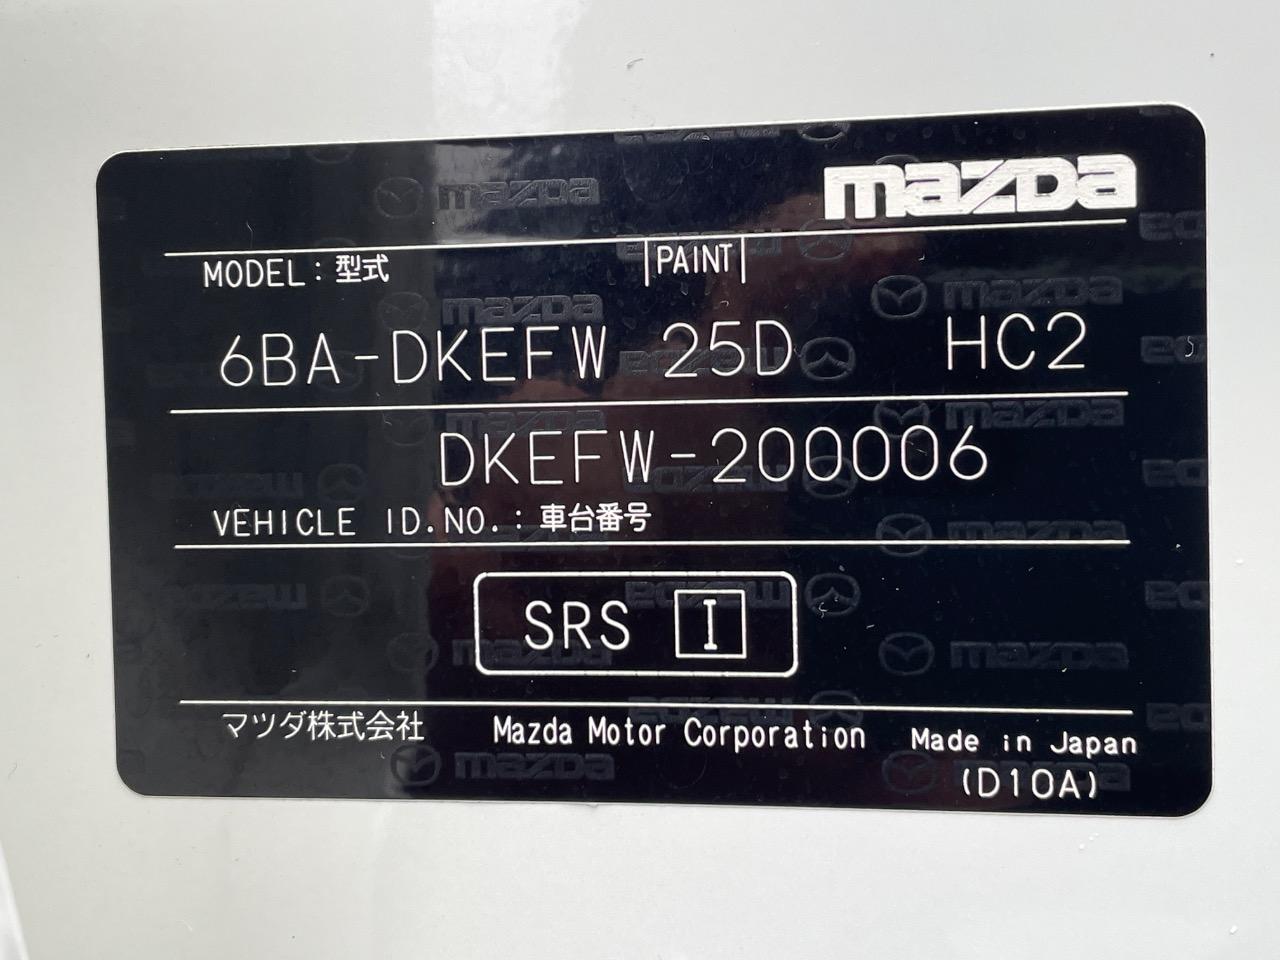 mazda
MODEL : 型式 PAINT
6BA-DKEFW 25D HC2
DKEFW-200006
VEHICLE ID.NO. : 車台番号
SRS I
マツダ株式会社 Mazda Motor Corporation Made in Japan
(D10A)